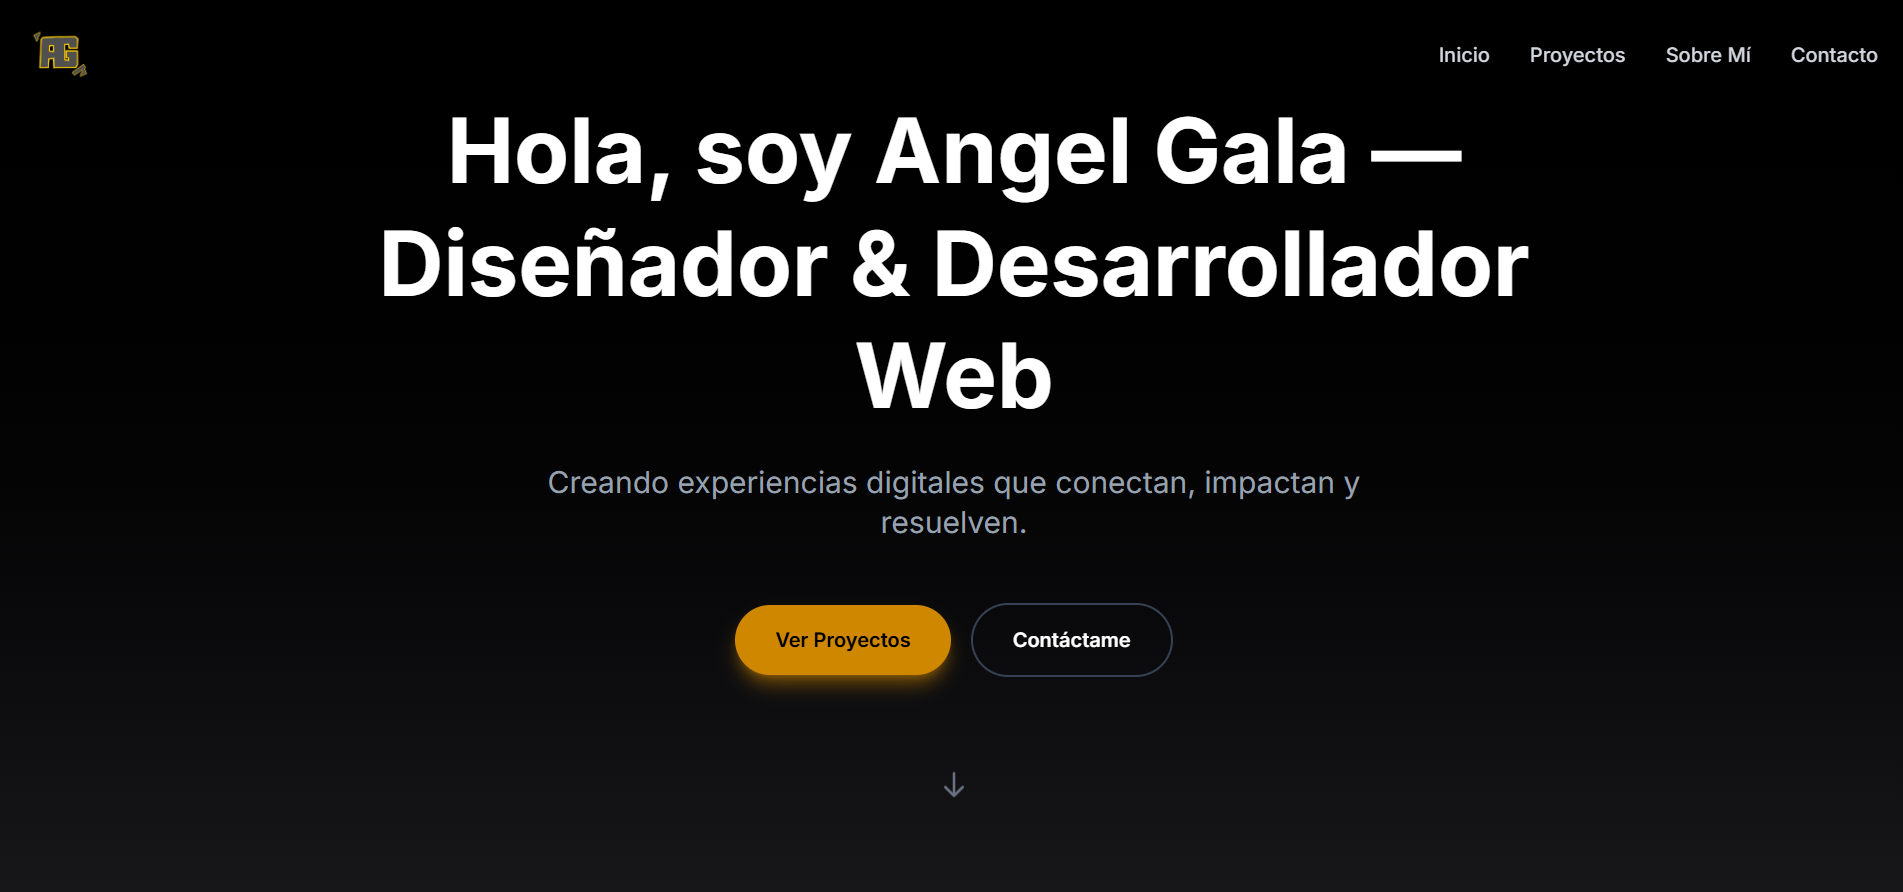 AG
Inicio
Proyectos
Sobre Mí
Contacto
Hola, soy Angel Gala —
Diseñador & Desarrollador
Web
Creando experiencias digitales que conectan, impactan y
resuelven.
Ver Proyectos
Contáctame